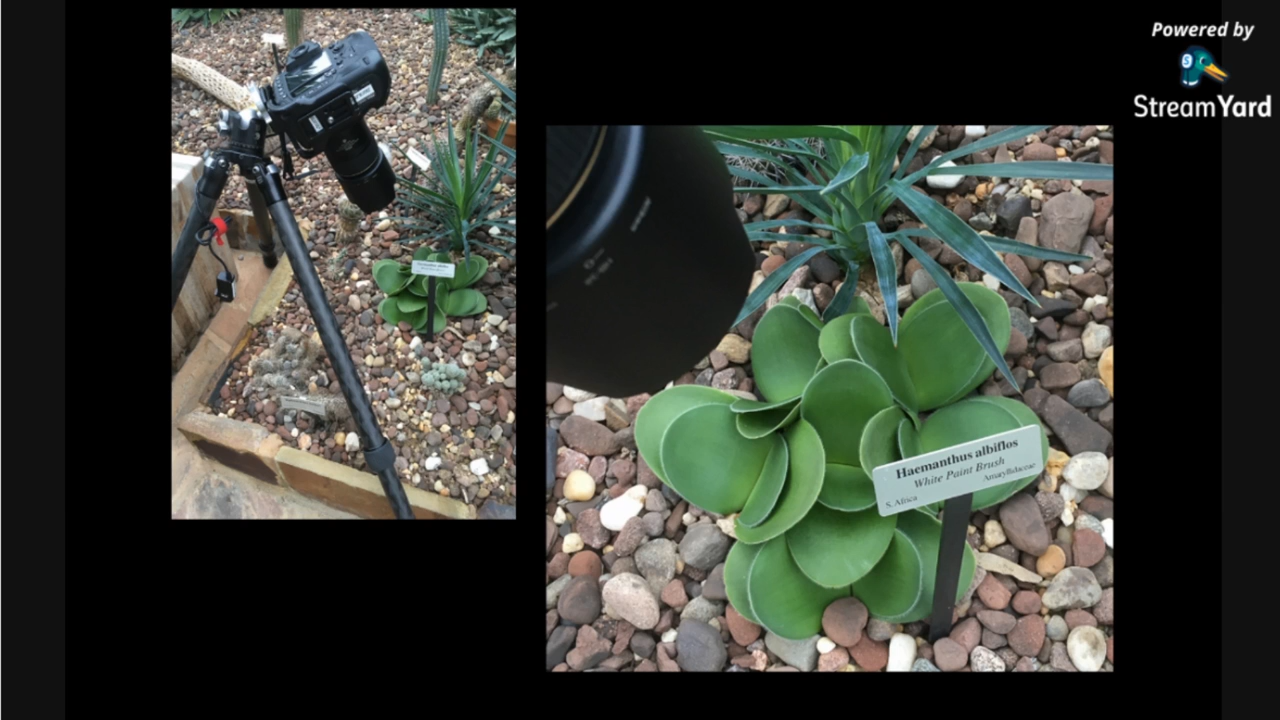 Powered by
StreamYard
Haemanthus albiflos
White Paint Brush
Amaryllidaceae
S. Africa